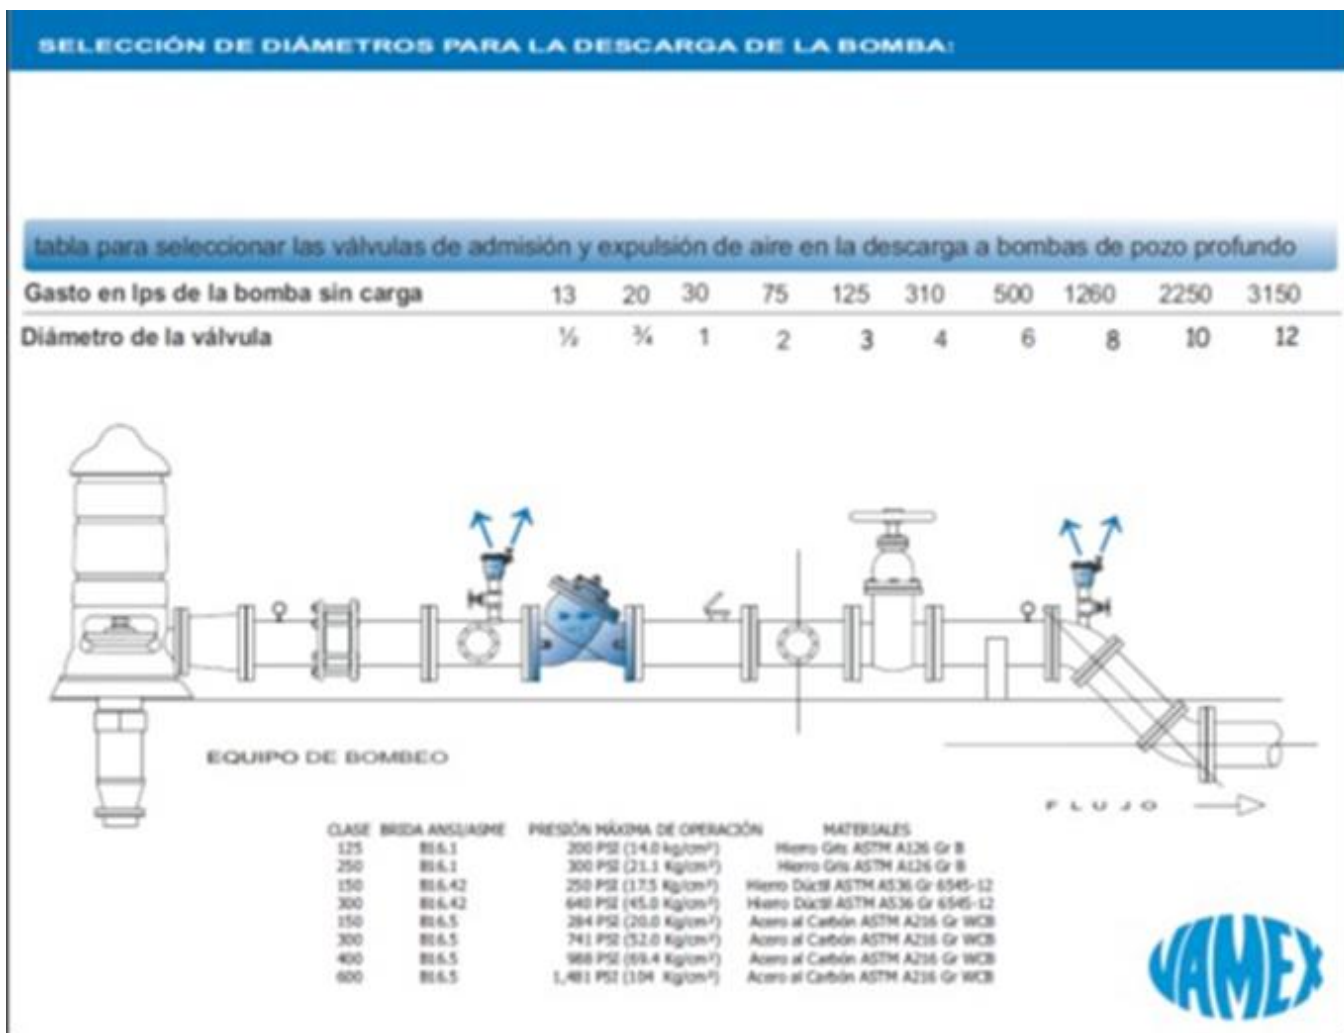 SELECCIÓN DE DIÁMETROS PARA LA DESCARGA DE LA BOMBA:
tabla para seleccionar las válvulas de admisión y expulsión de aire en la descarga a bombas de pozo profundo
Gasto en lps de la bomba sin carga 13 20 30 75 125 310 500 1260 2250 3150
Diámetro de la válvula ½ ¾ 1 2 3 4 6 8 10 12
EQUIPO DE BOMBEO
FLUJO
CLASE BRIDA ANSI/ASME PRESIÓN MÁXIMA DE OPERACIÓN MATERIALES
125 B16.1 200 PSI (14.0 kg/cm²) Hierro Gris ASTM A126 Gr B
250 B16.1 300 PSI (21.1 Kg/cm²) Hierro Gris ASTM A126 Gr B
150 B16.42 250 PSI (17.5 Kg/cm²) Hierro Dúctil ASTM A536 Gr 6545-12
300 B16.42 640 PSI (45.0 Kg/cm²) Hierro Dúctil ASTM A536 Gr 6545-12
150 B16.5 284 PSI (20.0 Kg/cm²) Acero al Carbón ASTM A216 Gr WCB
300 B16.5 741 PSI (52.0 Kg/cm²) Acero al Carbón ASTM A216 Gr WCB
400 B16.5 988 PSI (69.4 Kg/cm²) Acero al Carbón ASTM A216 Gr WCB
600 B16.5 1,481 PSI (104 Kg/cm²) Acero al Carbón ASTM A216 Gr WCB
VAMEX